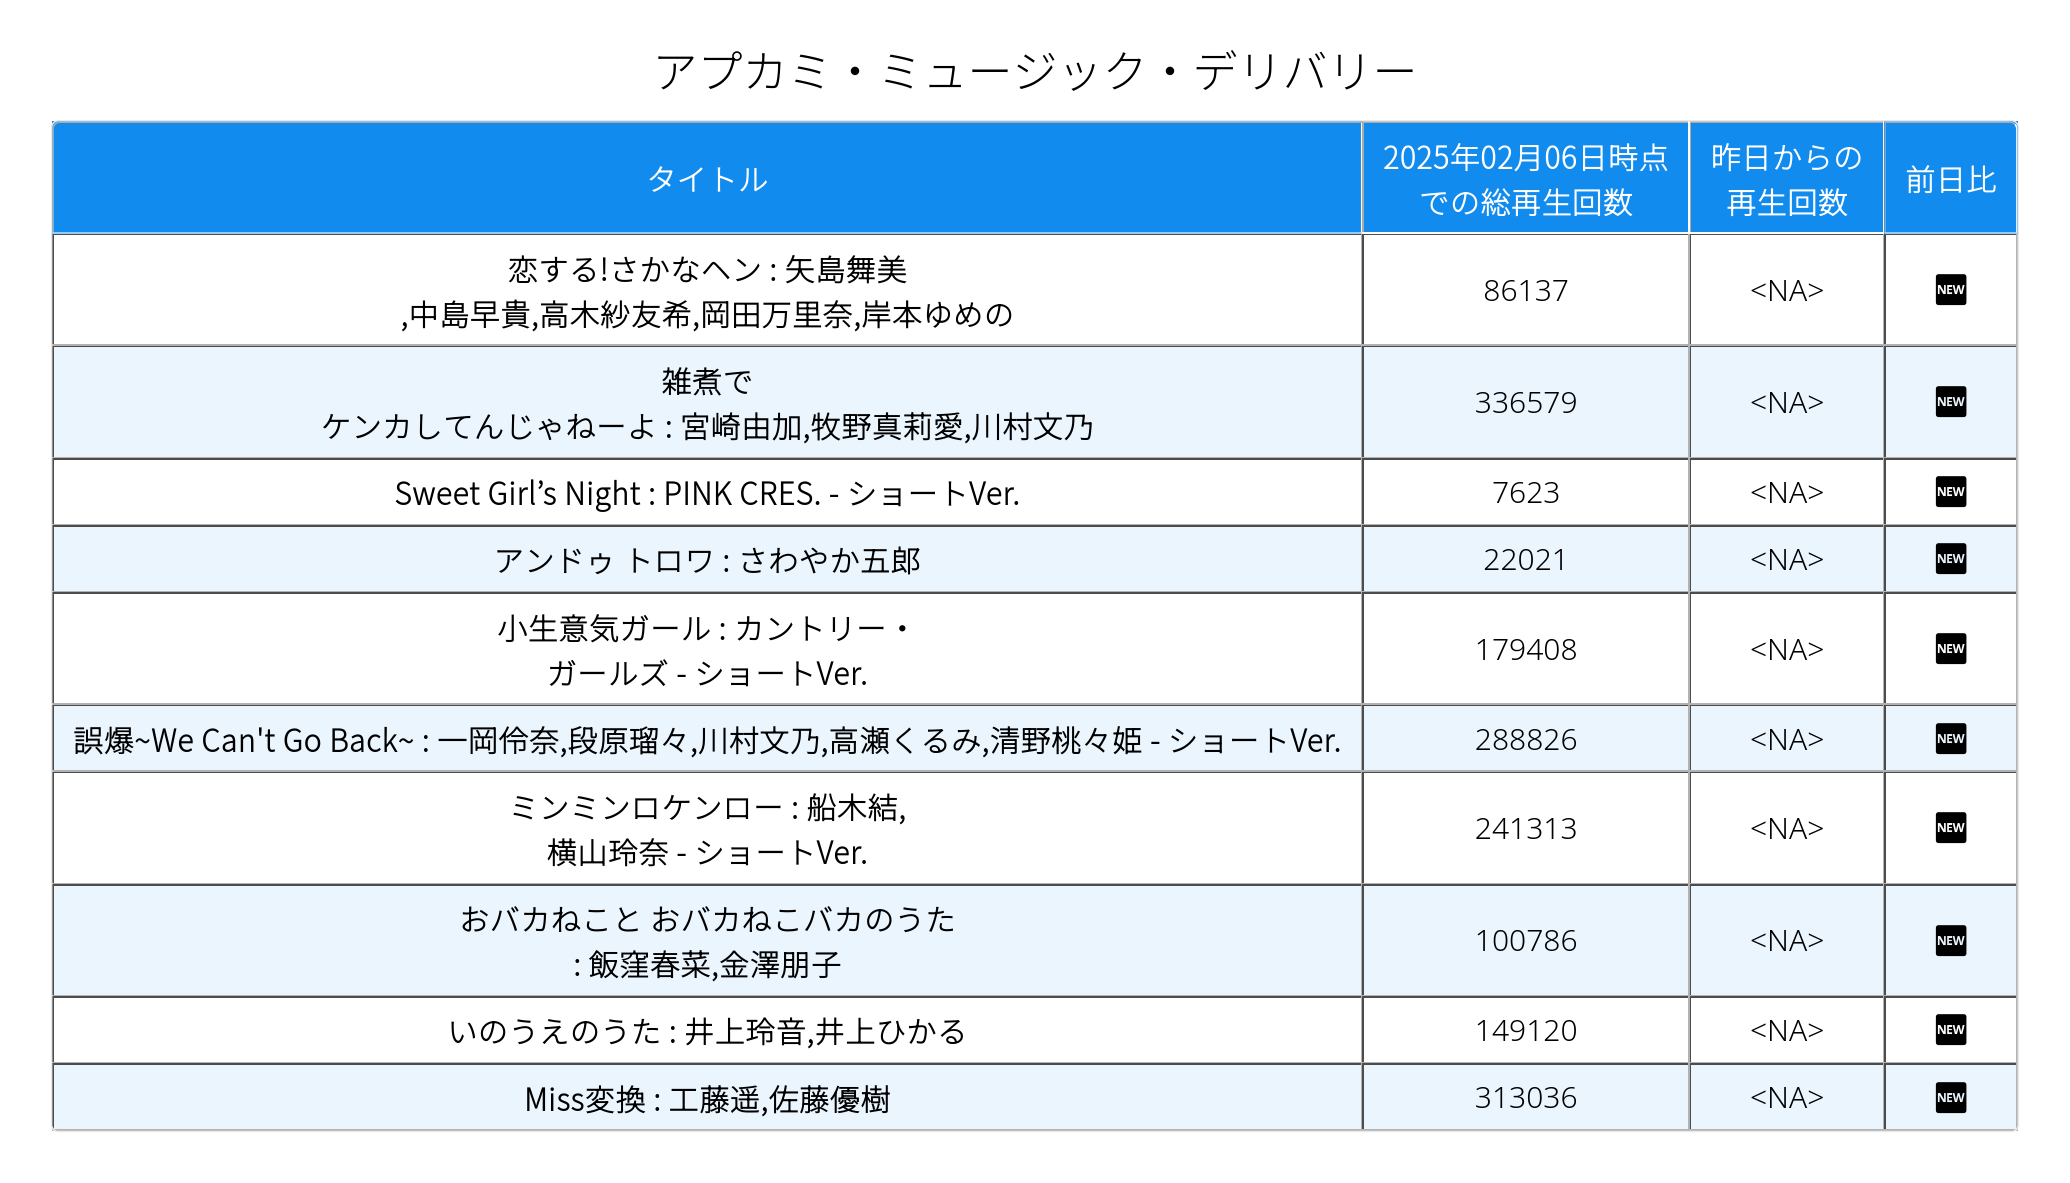 アプカミ・ミュージック・デリバリー
タイトル
2025年02月06日時点
での総再生回数
昨日からの
再生回数
前日比
恋する!さかなヘン : 矢島舞美
,中島早貴,高木紗友希,岡田万里奈,岸本ゆめの
86137
<NA>
NEW
雑煮で
ケンカしてんじゃねーよ : 宮崎由加,牧野真莉愛,川村文乃
336579
<NA>
NEW
Sweet Girl’s Night : PINK CRES. - ショートVer.
7623
<NA>
NEW
アンドゥ トロワ : さわやか五郎
22021
<NA>
NEW
小生意気ガール : カントリー・
ガールズ - ショートVer.
179408
<NA>
NEW
誤爆~We Can't Go Back~ : 一岡伶奈,段原瑠々,川村文乃,高瀬くるみ,清野桃々姫 - ショートVer.
288826
<NA>
NEW
ミンミンロケンロー : 船木結,
横山玲奈 - ショートVer.
241313
<NA>
NEW
おバカねこと おバカねこバカのうた
: 飯窪春菜,金澤朋子
100786
<NA>
NEW
いのうえのうた : 井上玲音,井上ひかる
149120
<NA>
NEW
Miss変換 : 工藤遥,佐藤優樹
313036
<NA>
NEW